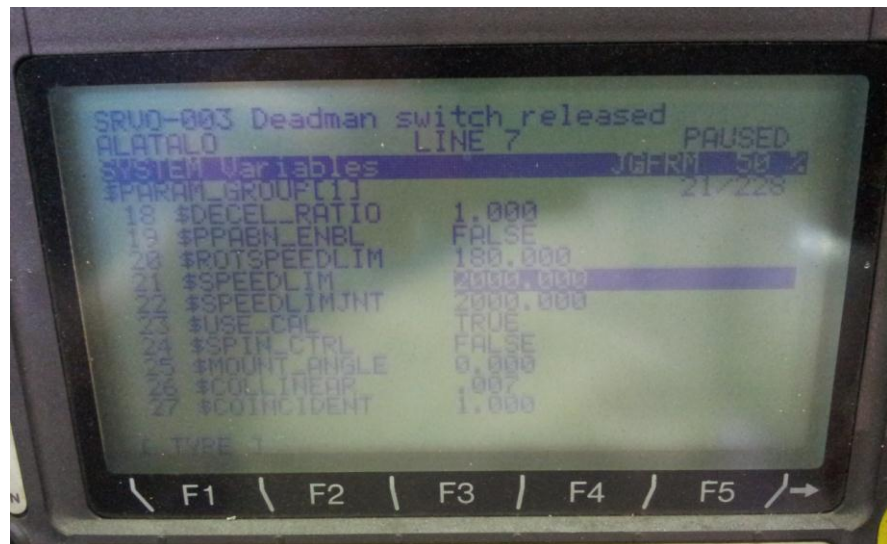 SRVO-003 Deadman switch released
ALATALO LINE 7 PAUSED
SYSTEM Variables JGFRM 50 %
$PARAM_GROUP[1] 21/228
18 $DECEL_RATIO 1.000
19 $PPABN_ENBL FALSE
20 $ROTSPEEDLIM 180.000
21 $SPEEDLIM 2000.000
22 $SPEEDLIMJNT 2000.000
23 $USE_CAL TRUE
24 $SPIN_CTRL FALSE
25 $MOUNT_ANGLE 0.000
26 $COLLINEAR .007
27 $COINCIDENT 1.000
[ TYPE ]
F1 F2 F3 F4 F5 →